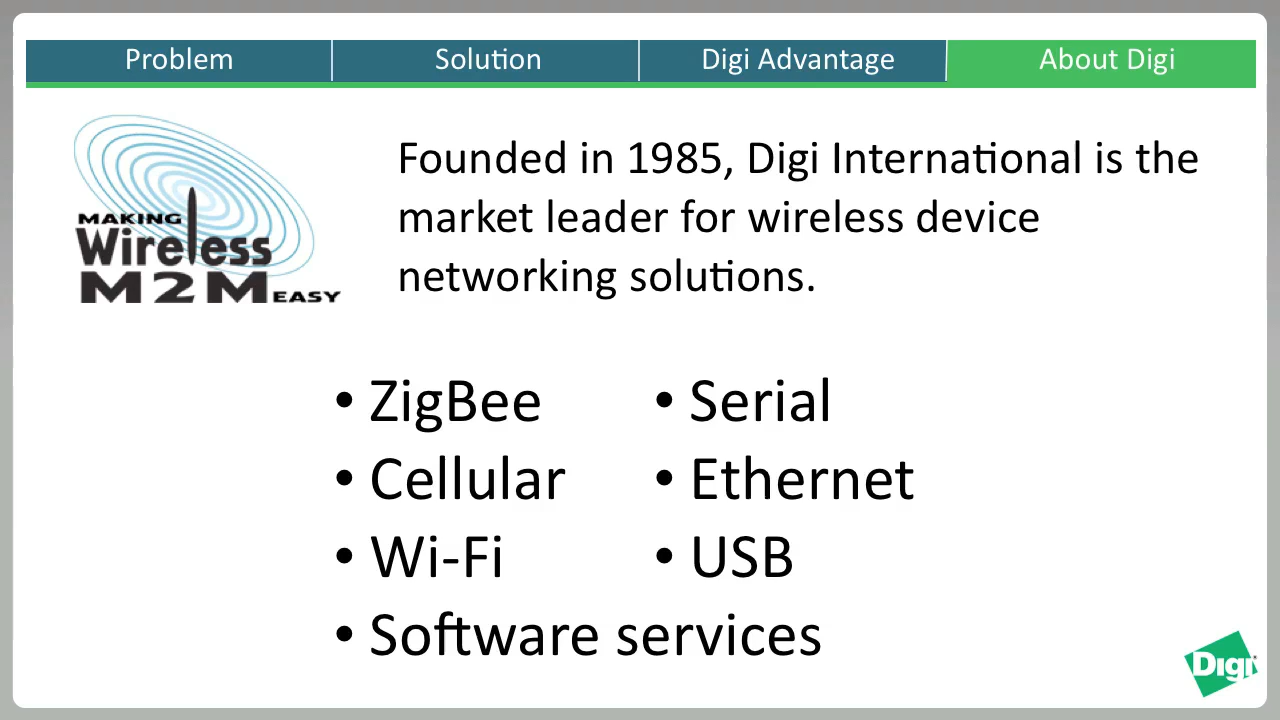 Problem
Solution
Digi Advantage
About Digi
MAKING
Wireless
M2M EASY
Founded in 1985, Digi International is the
market leader for wireless device
networking solutions.
• ZigBee
• Cellular
• Wi-Fi
• Software services
• Serial
• Ethernet
• USB
Digi